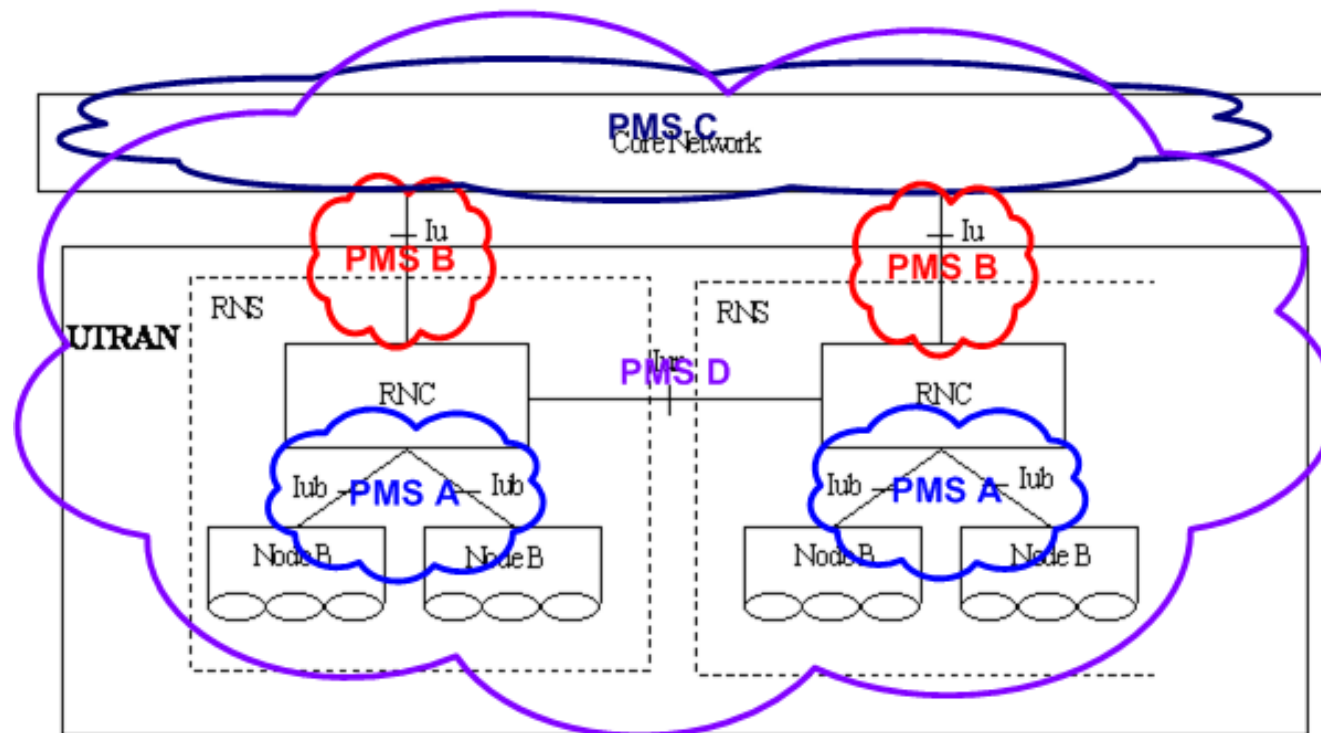 PMS C
Core Network
Iu
Iu
PMS B
PMS B
RNS
RNS
UTRAN
Iur
PMS D
RNC
RNC
Iub
PMS A
Iub
Iub
PMS A
Iub
Node B
Node B
Node B
Node B